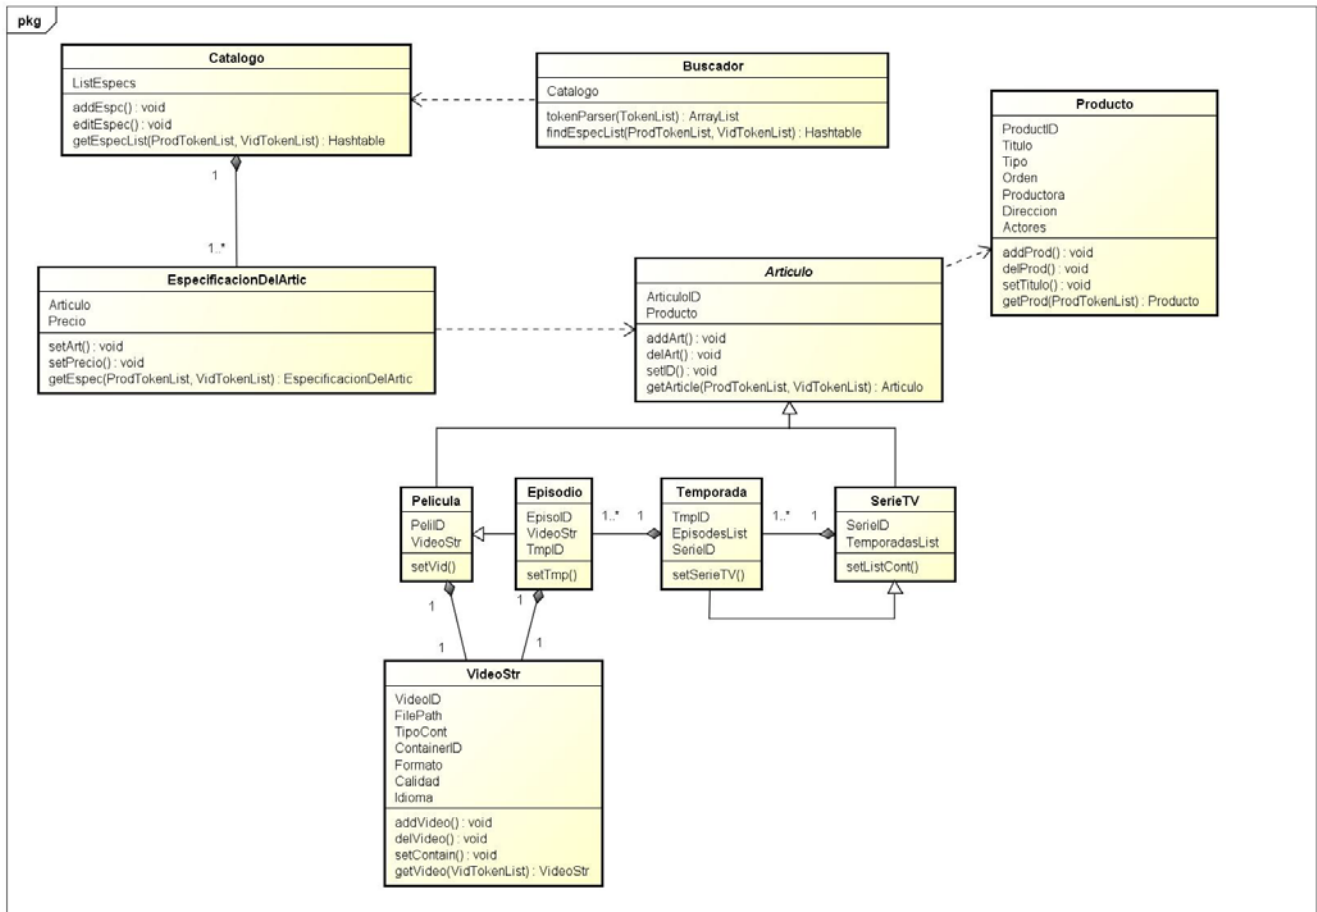 pkg
Catalogo
ListEspecs
addEspc() : void
editEspec() : void
getEspecList(ProdTokenList, VidTokenList) : Hashtable
Buscador
Catalogo
tokenParser(TokenList) : ArrayList
findEspecList(ProdTokenList, VidTokenList) : Hashtable
Producto
ProductID
Titulo
Tipo
Orden
Productora
Direccion
Actores
addProd() : void
delProd() : void
setTitulo() : void
getProd(ProdTokenList) : Producto
1
1..*
EspecificacionDelArtic
Articulo
Precio
setArt() : void
setPrecio() : void
getEspec(ProdTokenList, VidTokenList) : EspecificacionDelArtic
Articulo
ArticuloID
Producto
addArt() : void
delArt() : void
setID() : void
getArticle(ProdTokenList, VidTokenList) : Articulo
Pelicula
PeliID
VideoStr
setVid()
Episodio
EpisoID
VideoStr
TmpID
setTmp()
1..*
1
Temporada
TmpID
EpisodesList
SerieID
setSerieTV()
1..*
1
SerieTV
SerieID
TemporadasList
setListCont()
1
1
1
1
VideoStr
VideoID
FilePath
TipoCont
ContainerID
Formato
Calidad
Idioma
addVideo() : void
delVideo() : void
setContain() : void
getVideo(VidTokenList) : VideoStr